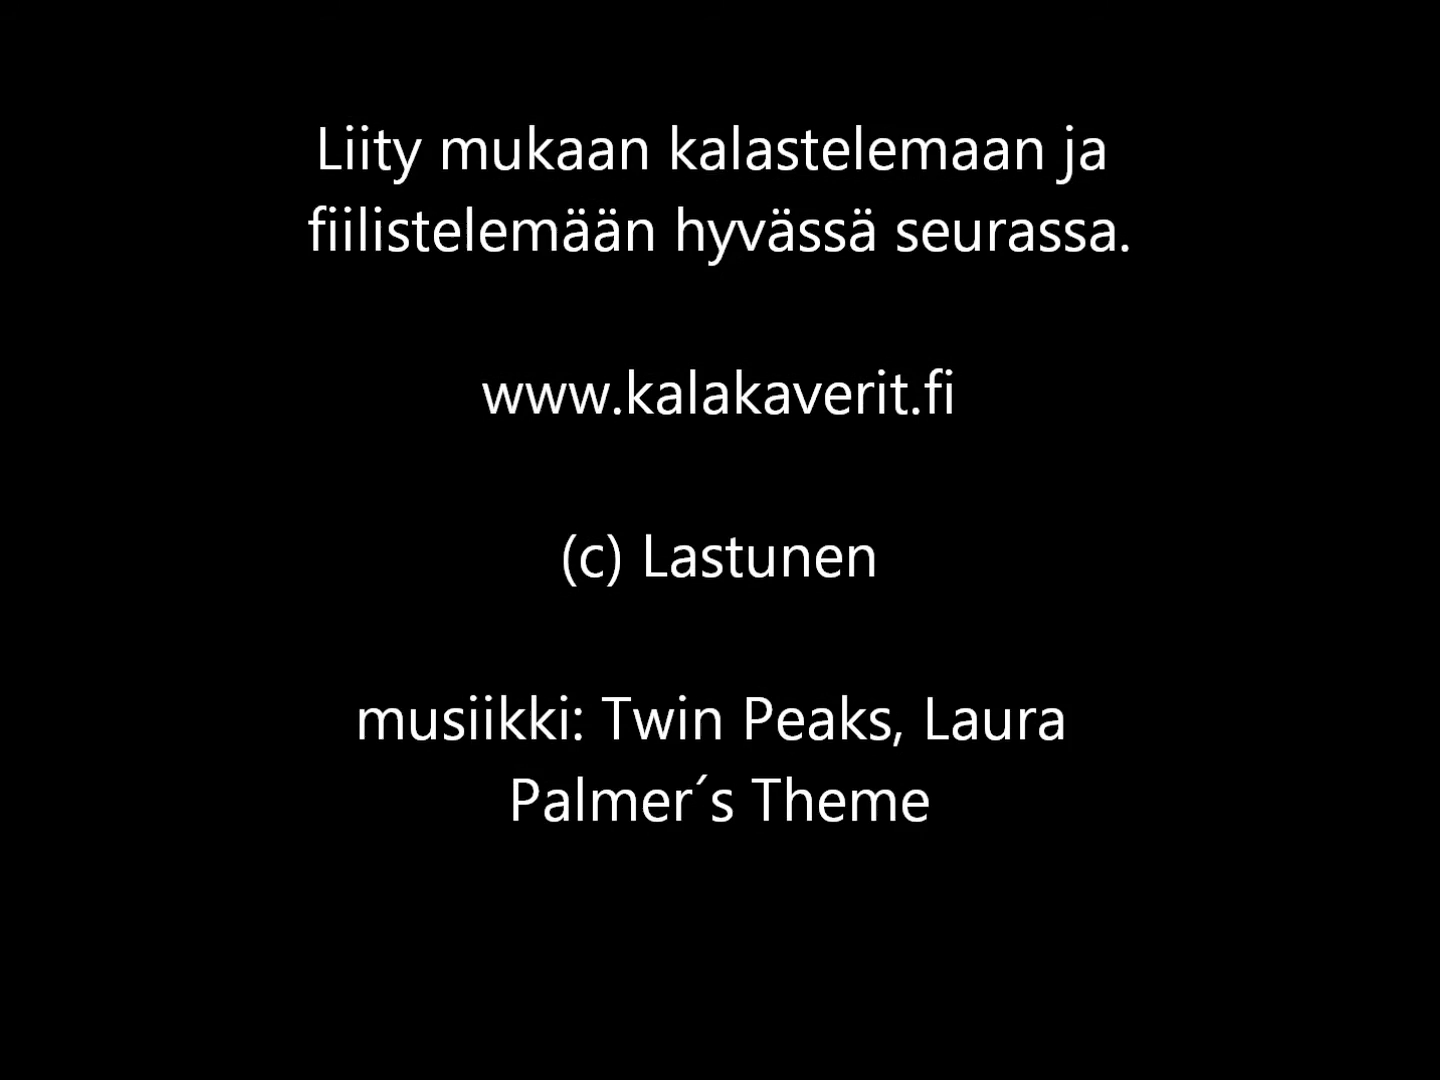 Liity mukaan kalastelemaan ja
fiilistelemään hyvässä seurassa.
www.kalakaverit.fi
(c) Lastunen
musiikki: Twin Peaks, Laura
Palmer´s Theme